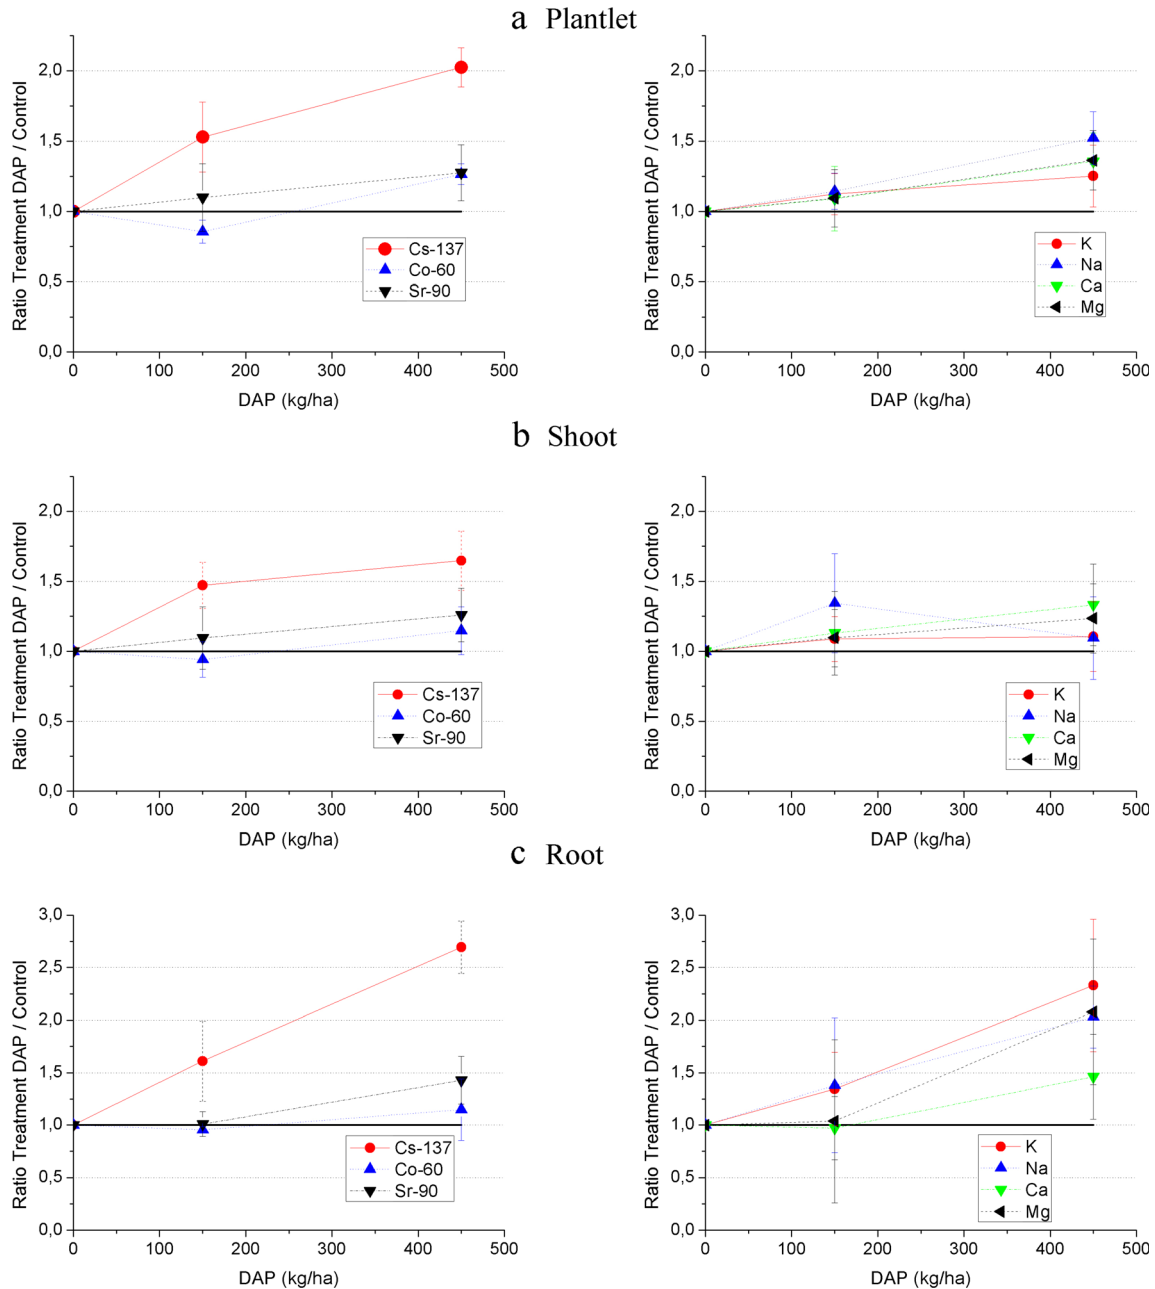 a Plantlet
Ratio Treatment DAP / Control
2,0
1,5
1,0
0,5
0,0
0 100 200 300 400 500
DAP (kg/ha)
Cs-137
Co-60
Sr-90
Ratio Treatment DAP / Control
2,0
1,5
1,0
0,5
0,0
0 100 200 300 400 500
DAP (kg/ha)
K
Na
Ca
Mg
b Shoot
Ratio Treatment DAP / Control
2,0
1,5
1,0
0,5
0,0
0 100 200 300 400 500
DAP (kg/ha)
Cs-137
Co-60
Sr-90
Ratio Treatment DAP / Control
2,0
1,5
1,0
0,5
0,0
0 100 200 300 400 500
DAP (kg/ha)
K
Na
Ca
Mg
c Root
Ratio Treatment DAP / Control
3,0
2,5
2,0
1,5
1,0
0,5
0,0
0 100 200 300 400 500
DAP (kg/ha)
Cs-137
Co-60
Sr-90
Ratio Treatment DAP / Control
3,0
2,5
2,0
1,5
1,0
0,5
0,0
0 100 200 300 400 500
DAP (kg/ha)
K
Na
Ca
Mg